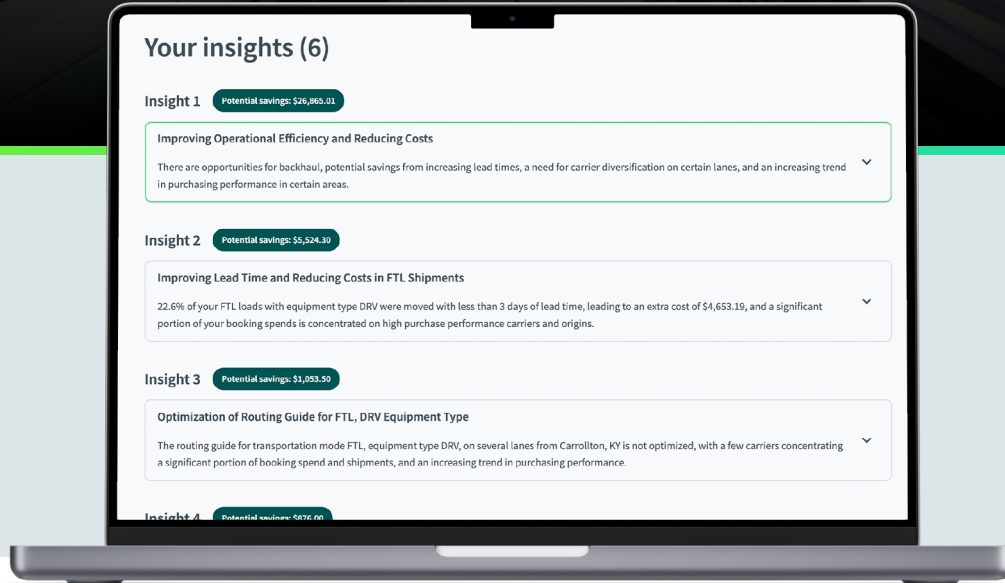 Your insights (6)
Insight 1
Potential savings: $26,865.01
Improving Operational Efficiency and Reducing Costs
There are opportunities for backhaul, potential savings from increasing lead times, a need for carrier diversification on certain lanes, and an increasing trend
in purchasing performance in certain areas.
Insight 2
Potential savings: $5,524.30
Improving Lead Time and Reducing Costs in FTL Shipments
22.6% of your FTL loads with equipment type DRV were moved with less than 3 days of lead time, leading to an extra cost of $4,653.19, and a significant
portion of your booking spends is concentrated on high purchase performance carriers and origins.
Insight 3
Potential savings: $1,053.50
Optimization of Routing Guide for FTL, DRV Equipment Type
The routing guide for transportation mode FTL, equipment type DRV, on several lanes from Carrollton, KY is not optimized, with a few carriers concentrating
a significant portion of booking spend and shipments, and an increasing trend in purchasing performance.
Insight 4
Potential savings: $876.00